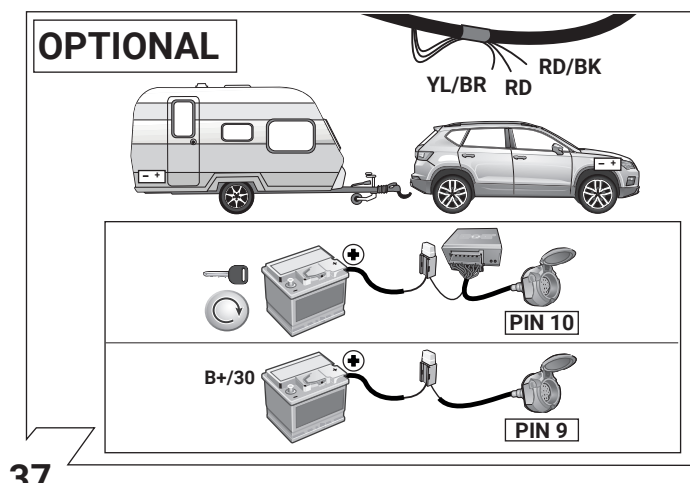 OPTIONAL
YL/BR RD RD/BK
- +
- +
+
PIN 10
B+/30
+
PIN 9
37